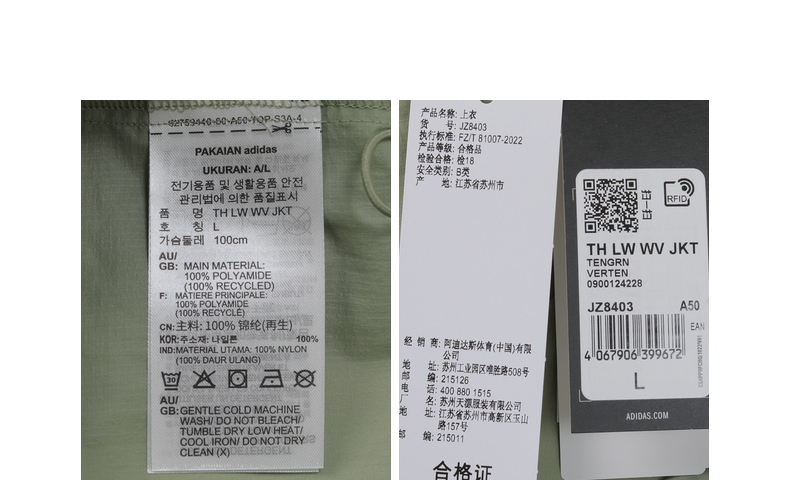 PAKAIAN adidas
UKURAN: A/L
전기용품 및 생활용품 안전
관리법에 의한 품질표시
품 명 TH LW WV JKT
호 칭 L
가슴둘레 100cm
AU/
GB: MAIN MATERIAL:
100% POLYAMIDE
(100% RECYCLED)
F: MATIERE PRINCIPALE:
100% POLYAMIDE
(100% RECYCLE)
CN: 主料: 100% 锦纶(再生)
KOR: 주소재: 나일론 100%
IND: MATERIAL UTAMA: 100% NYLON
(100% DAUR ULANG)
30
AU/
GB: GENTLE COLD MACHINE
WASH/ DO NOT BLEACH/
TUMBLE DRY LOW HEAT/
COOL IRON/ DO NOT DRY
CLEAN (X)
产品名称: 上衣
货 号: JZ8403
执行标准: FZ/T 81007-2022
产品等级: 合格品
检验合格: 检18
安全类别: B类
产 地: 江苏省苏州市
经 销 商: 阿迪达斯体育(中国)有限
公司
地 址: 苏州工业园区唯胜路508号
邮 编: 215126
电 话: 400 880 1515
厂 名: 苏州天源服装有限公司
地 址: 江苏省苏州市高新区玉山
路157号
邮 编: 215011
合格证
RFID
TH LW WV JKT
TENGRN
VERTEN
0900124228
JZ8403 A50
EAN
4 067906 399672
L
ADIDAS.COM